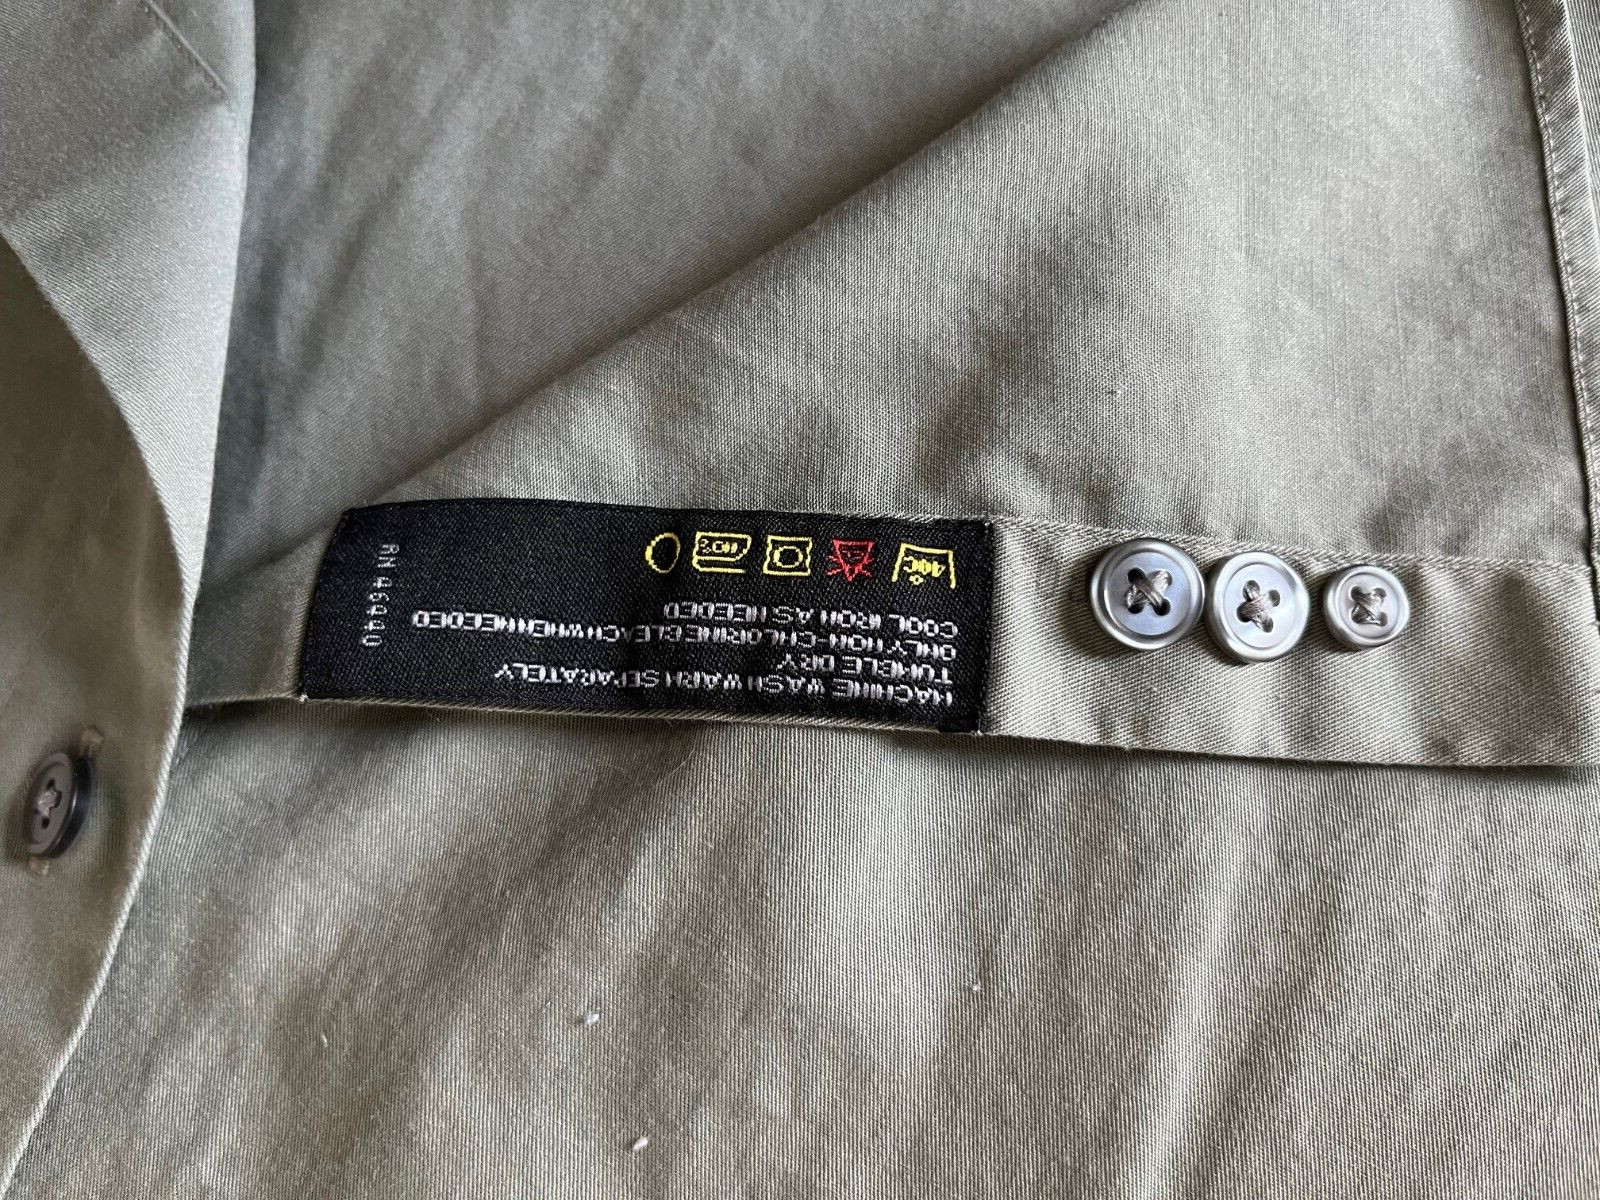 MACHINE WASH WARM SEPARATELY
TUMBLE DRY
ONLY NON-CHLORINE BLEACH WHEN NEEDED
COOL IRON AS NEEDED
40C
RN 46440